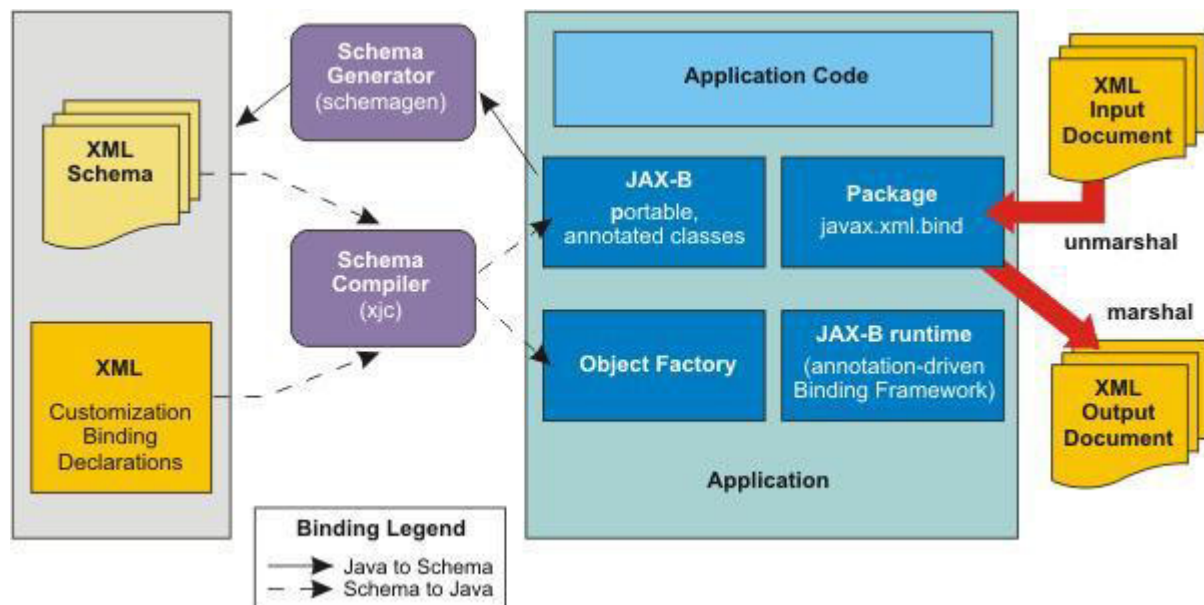 Schema
Generator
(schemagen)
XML
Schema
Schema
Compiler
(xjc)
XML
Customization
Binding
Declarations
Binding Legend
Java to Schema
Schema to Java
Application Code
JAX-B
portable,
annotated classes
Package
javax.xml.bind
Object Factory
JAX-B runtime
(annotation-driven
Binding Framework)
Application
XML
Input
Document
unmarshal
marshal
XML
Output
Document